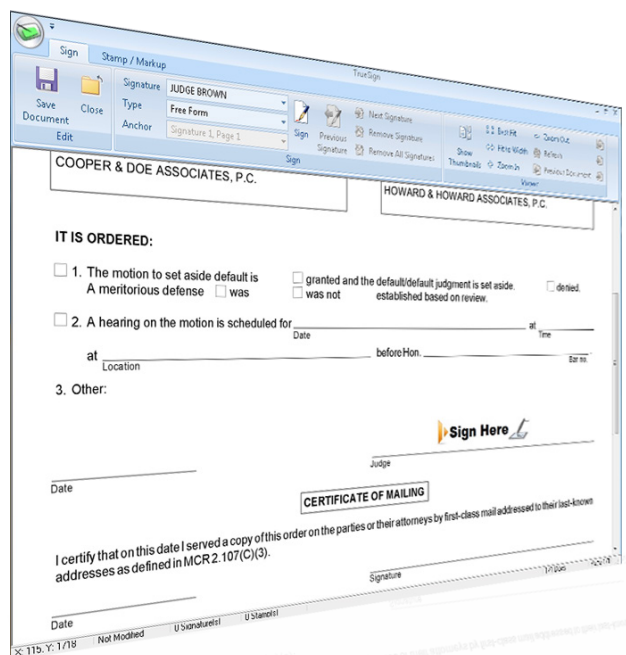 TrueSign
Sign Stamp / Markup
Save Document
Close
Edit
Signature JUDGE BROWN
Type Free Form
Anchor Signature 1, Page 1
Sign
Previous Signature
Next Signature
Remove Signature
Remove All Signatures
Sign
Show Thumbnails
Best Fit
Fit to Width
Zoom In
Zoom Out
Refresh
Previous Document
Viewer
COOPER & DOE ASSOCIATES, P.C.
HOWARD & HOWARD ASSOCIATES, P.C.
IT IS ORDERED:
1. The motion to set aside default is granted and the default/default judgment is set aside. denied.
A meritorious defense was was not established based on review.
2. A hearing on the motion is scheduled for at
Date Time
at before Hon.
Location Bar no.
3. Other:
Sign Here
Date Judge
CERTIFICATE OF MAILING
I certify that on this date I served a copy of this order on the parties or their attorneys by first-class mail addressed to their last-known
addresses as defined in MCR 2.107(C)(3).
Date Signature
X: 115, Y: 1718 Not Modified 0 Signature(s) 0 Stamp(s)